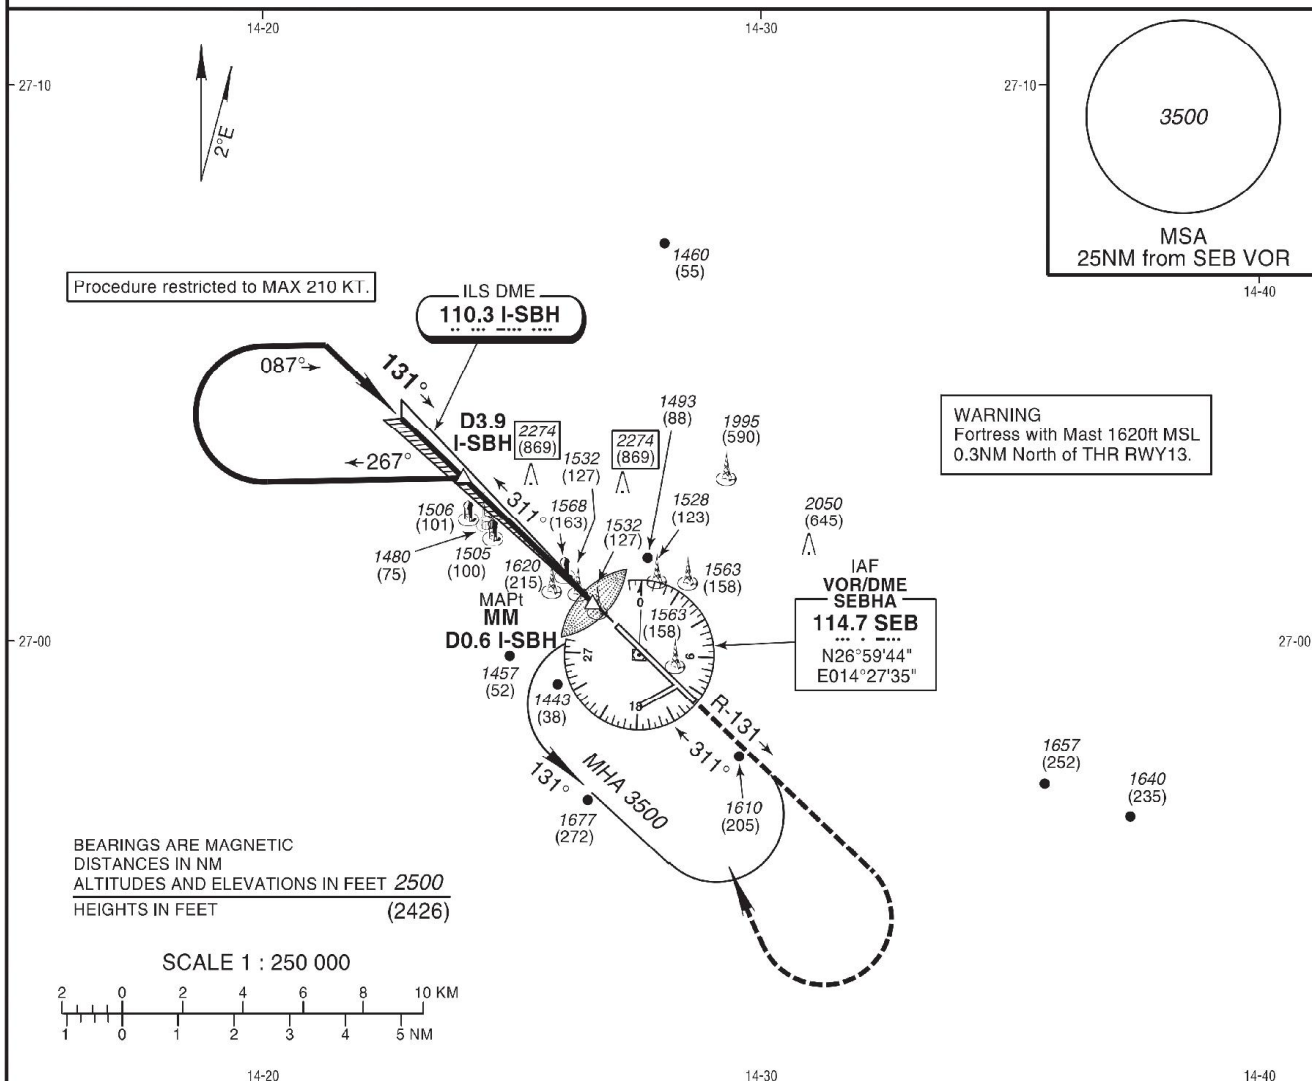 14-20
14-30
27-10
27-10
3500
2°E
MSA
25NM from SEB VOR
14-40
1460
(55)
Procedure restricted to MAX 210 KT.
ILS DME
110.3 I-SBH
087°
131°
1493
(88)
1995
(590)
WARNING
Fortress with Mast 1620ft MSL
0.3NM North of THR RWY13.
D3.9
I-SBH
2274
(869)
2274
(869)
1532
(127)
267°
311°
1568
(163)
1528
(123)
2050
(645)
1506
(101)
1480
(75)
1505
(100)
1620
(215)
1532
(127)
1563
(158)
IAF
VOR/DME
SEBHA
114.7 SEB
N26°59'44"
E014°27'35"
MAPt
MM
D0.6 I-SBH
0
1563
(158)
27-00
27-00
27
9
18
1457
(52)
1443
(38)
R-131
311°
131°
MHA 3500
1677
(272)
1610
(205)
1657
(252)
1640
(235)
BEARINGS ARE MAGNETIC
DISTANCES IN NM
ALTITUDES AND ELEVATIONS IN FEET 2500
HEIGHTS IN FEET (2426)
SCALE 1 : 250 000
2 0 2 4 6 8 10 KM
1 0 1 2 3 4 5 NM
14-20
14-30
14-40